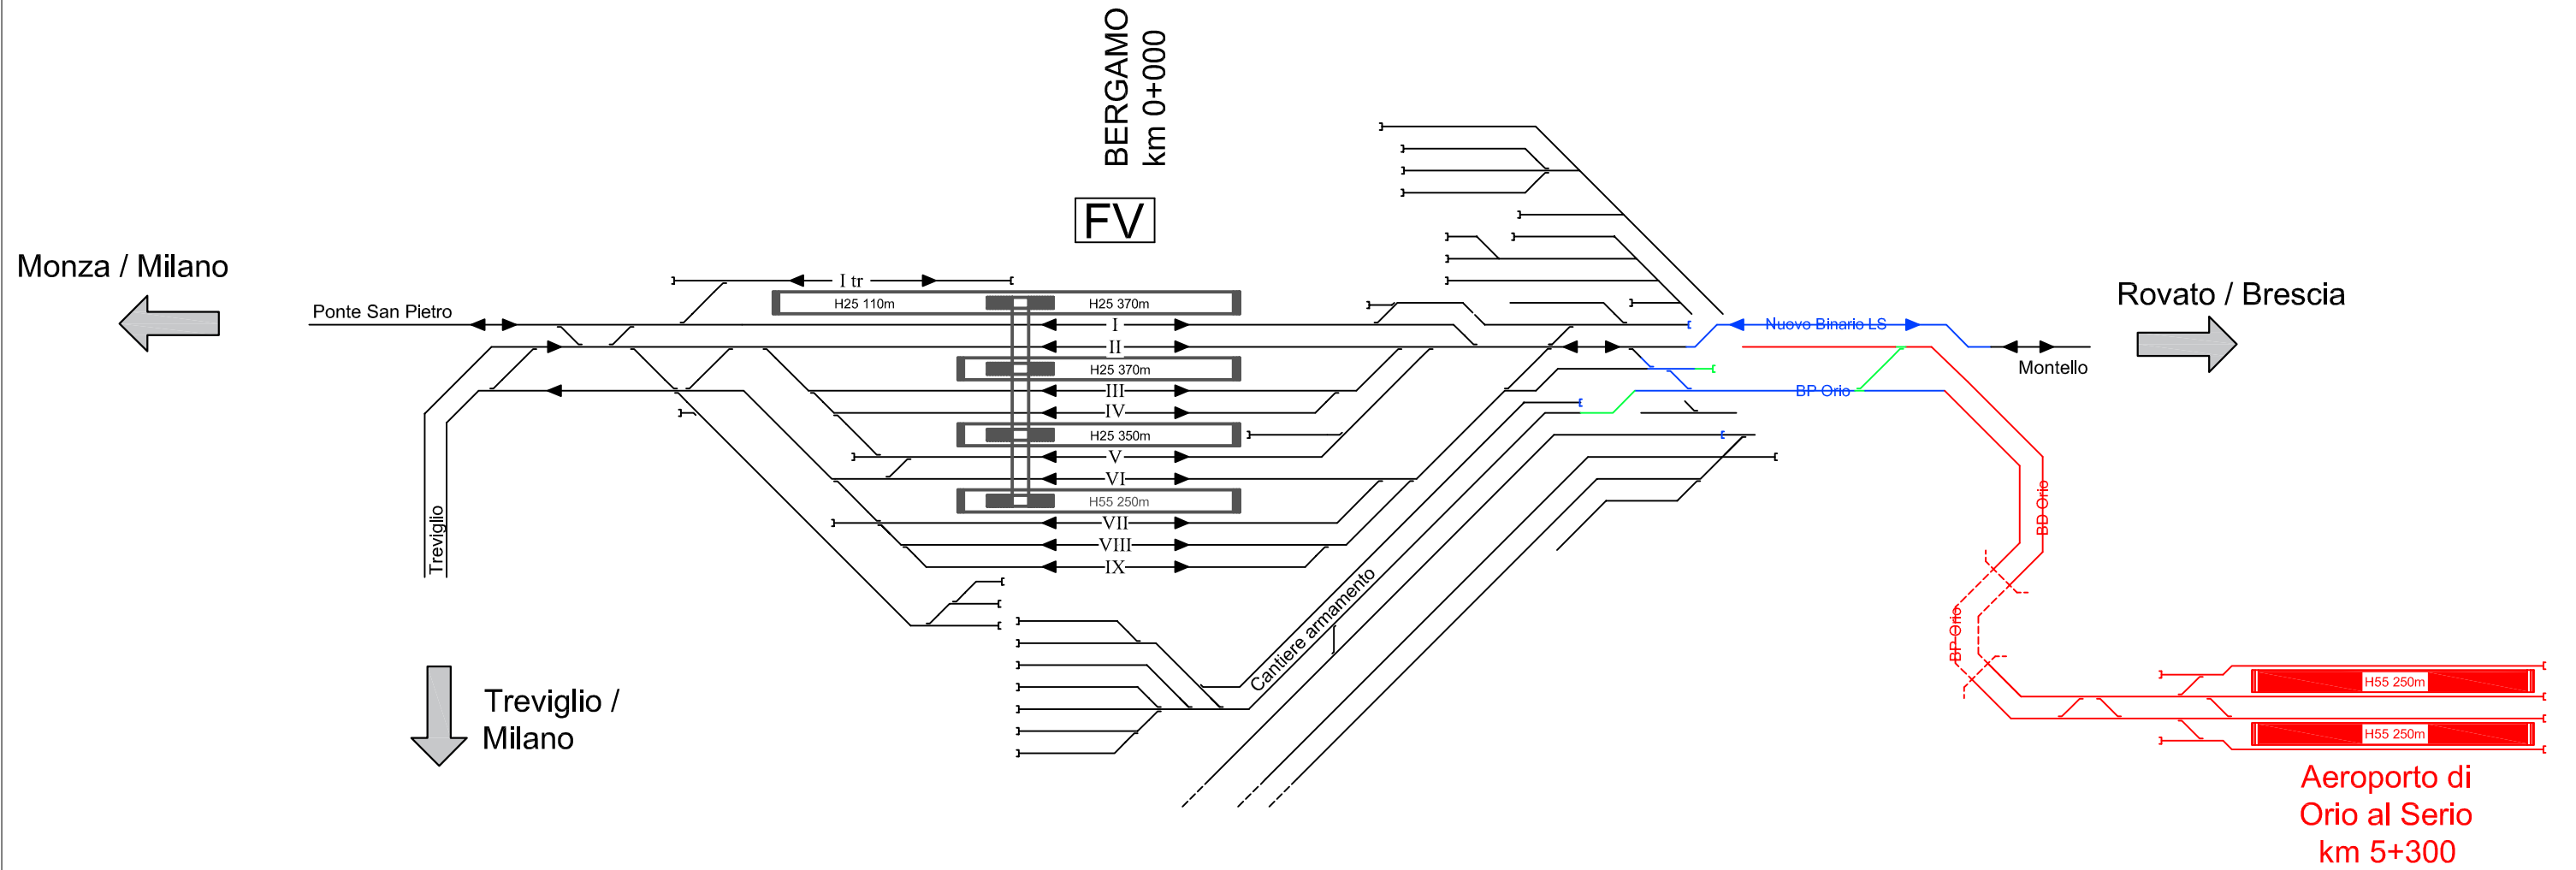 BERGAMO
km 0+000
FV
Monza / Milano
Rovato / Brescia
Ponte San Pietro
I tr
H25 110m
H25 370m
I
Nuovo Binario LS
II
Montello
H25 370m
III
BP Orio
IV
H25 350m
V
VI
H55 250m
VII
VIII
IX
Treviglio
BD Orio
BP Orio
Cantiere armamento
Treviglio /
Milano
H55 250m
H55 250m
Aeroporto di
Orio al Serio
km 5+300